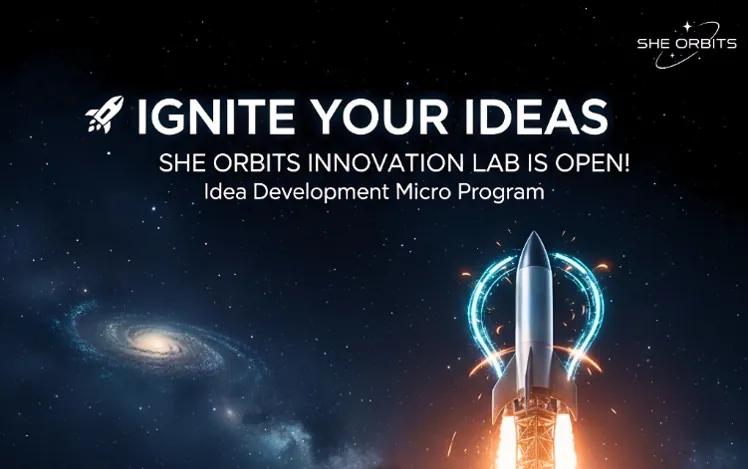 SHE ORBITS
IGNITE YOUR IDEAS
SHE ORBITS INNOVATION LAB IS OPEN!
Idea Development Micro Program